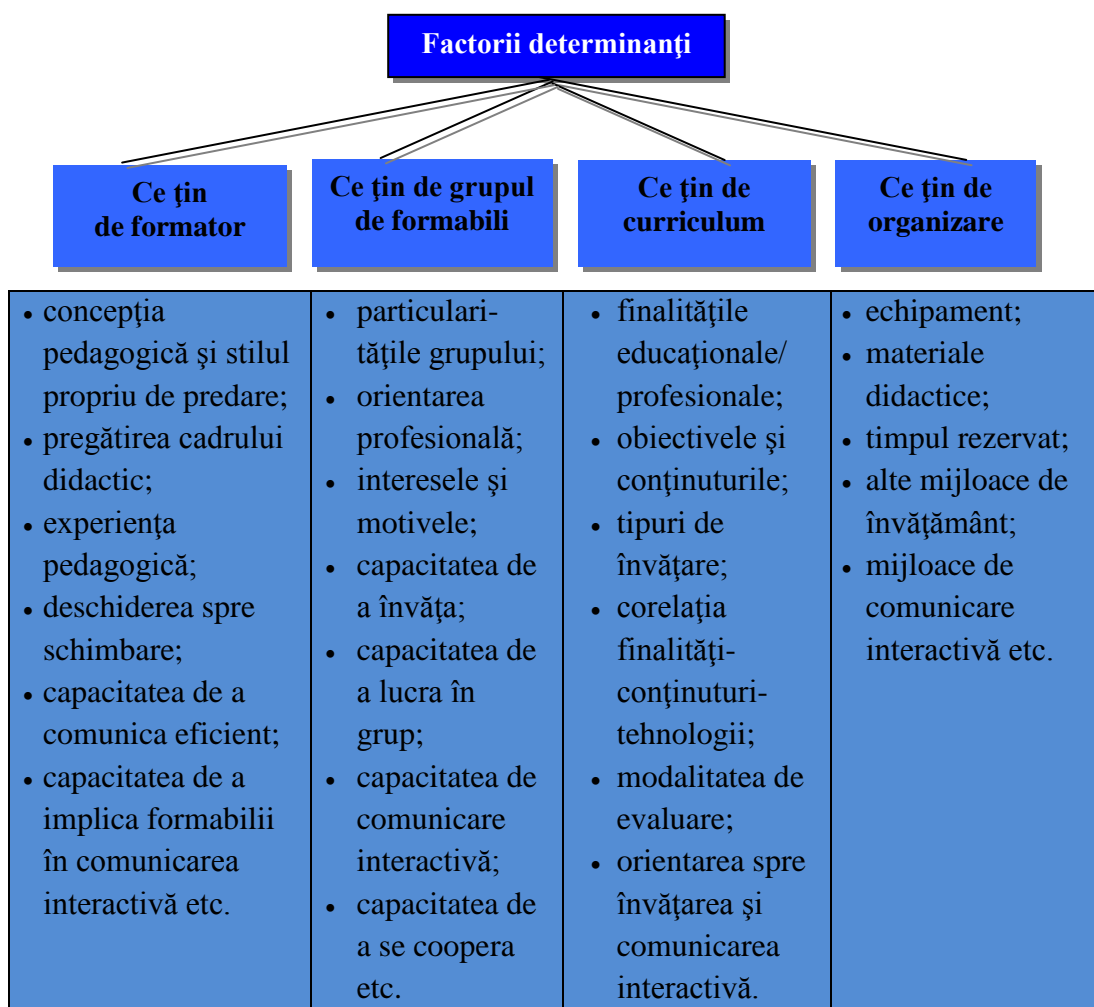 Factorii determinanţi
Ce ţin
de formator
Ce ţin de grupul
de formabili
Ce ţin de
curriculum
Ce ţin de
organizare
• concepţia
pedagogică şi stilul
propriu de predare;
• pregătirea cadrului
didactic;
• experienţa
pedagogică;
• deschiderea spre
schimbare;
• capacitatea de a
comunica eficient;
• capacitatea de a
implica formabilii
în comunicarea
interactivă etc.
• particulari-
tăţile grupului;
• orientarea
profesională;
• interesele şi
motivele;
• capacitatea de
a învăţa;
• capacitatea de
a lucra în
grup;
• capacitatea de
comunicare
interactivă;
• capacitatea de
a se coopera
etc.
• finalităţile
educaţionale/
profesionale;
• obiectivele şi
conţinuturile;
• tipuri de
învăţare;
• corelaţia
finalităţi-
conţinuturi-
tehnologii;
• modalitatea de
evaluare;
• orientarea spre
învăţarea şi
comunicarea
interactivă.
• echipament;
• materiale
didactice;
• timpul rezervat;
• alte mijloace de
învăţământ;
• mijloace de
comunicare
interactivă etc.